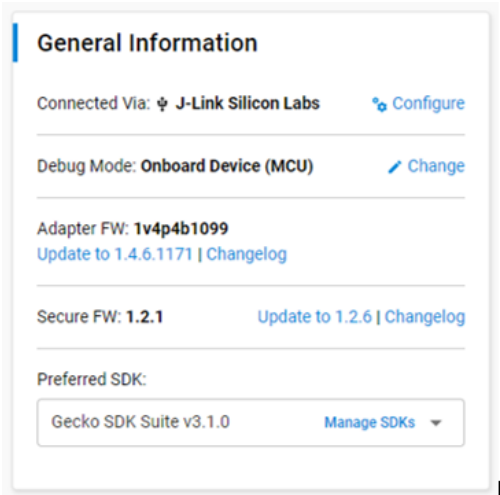 General Information
Connected Via: J-Link Silicon Labs Configure
Debug Mode: Onboard Device (MCU) Change
Adapter FW: 1v4p4b1099
Update to 1.4.6.1171 | Changelog
Secure FW: 1.2.1 Update to 1.2.6 | Changelog
Preferred SDK:
Gecko SDK Suite v3.1.0 Manage SDKs